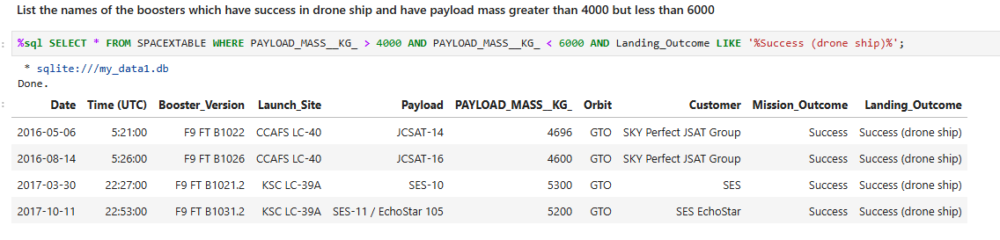 List the names of the boosters which have success in drone ship and have payload mass greater than 4000 but less than 6000
: %sql SELECT * FROM SPACEXTABLE WHERE PAYLOAD_MASS__KG_ > 4000 AND PAYLOAD_MASS__KG_ < 6000 AND Landing_Outcome LIKE '%Success (drone ship)%';
* sqlite:///my_data1.db
Done.
: Date Time (UTC) Booster_Version Launch_Site Payload PAYLOAD_MASS__KG_ Orbit Customer Mission_Outcome Landing_Outcome
2016-05-06 5:21:00 F9 FT B1022 CCAFS LC-40 JCSAT-14 4696 GTO SKY Perfect JSAT Group Success Success (drone ship)
2016-08-14 5:26:00 F9 FT B1026 CCAFS LC-40 JCSAT-16 4600 GTO SKY Perfect JSAT Group Success Success (drone ship)
2017-03-30 22:27:00 F9 FT B1021.2 KSC LC-39A SES-10 5300 GTO SES Success Success (drone ship)
2017-10-11 22:53:00 F9 FT B1031.2 KSC LC-39A SES-11 / EchoStar 105 5200 GTO SES EchoStar Success Success (drone ship)